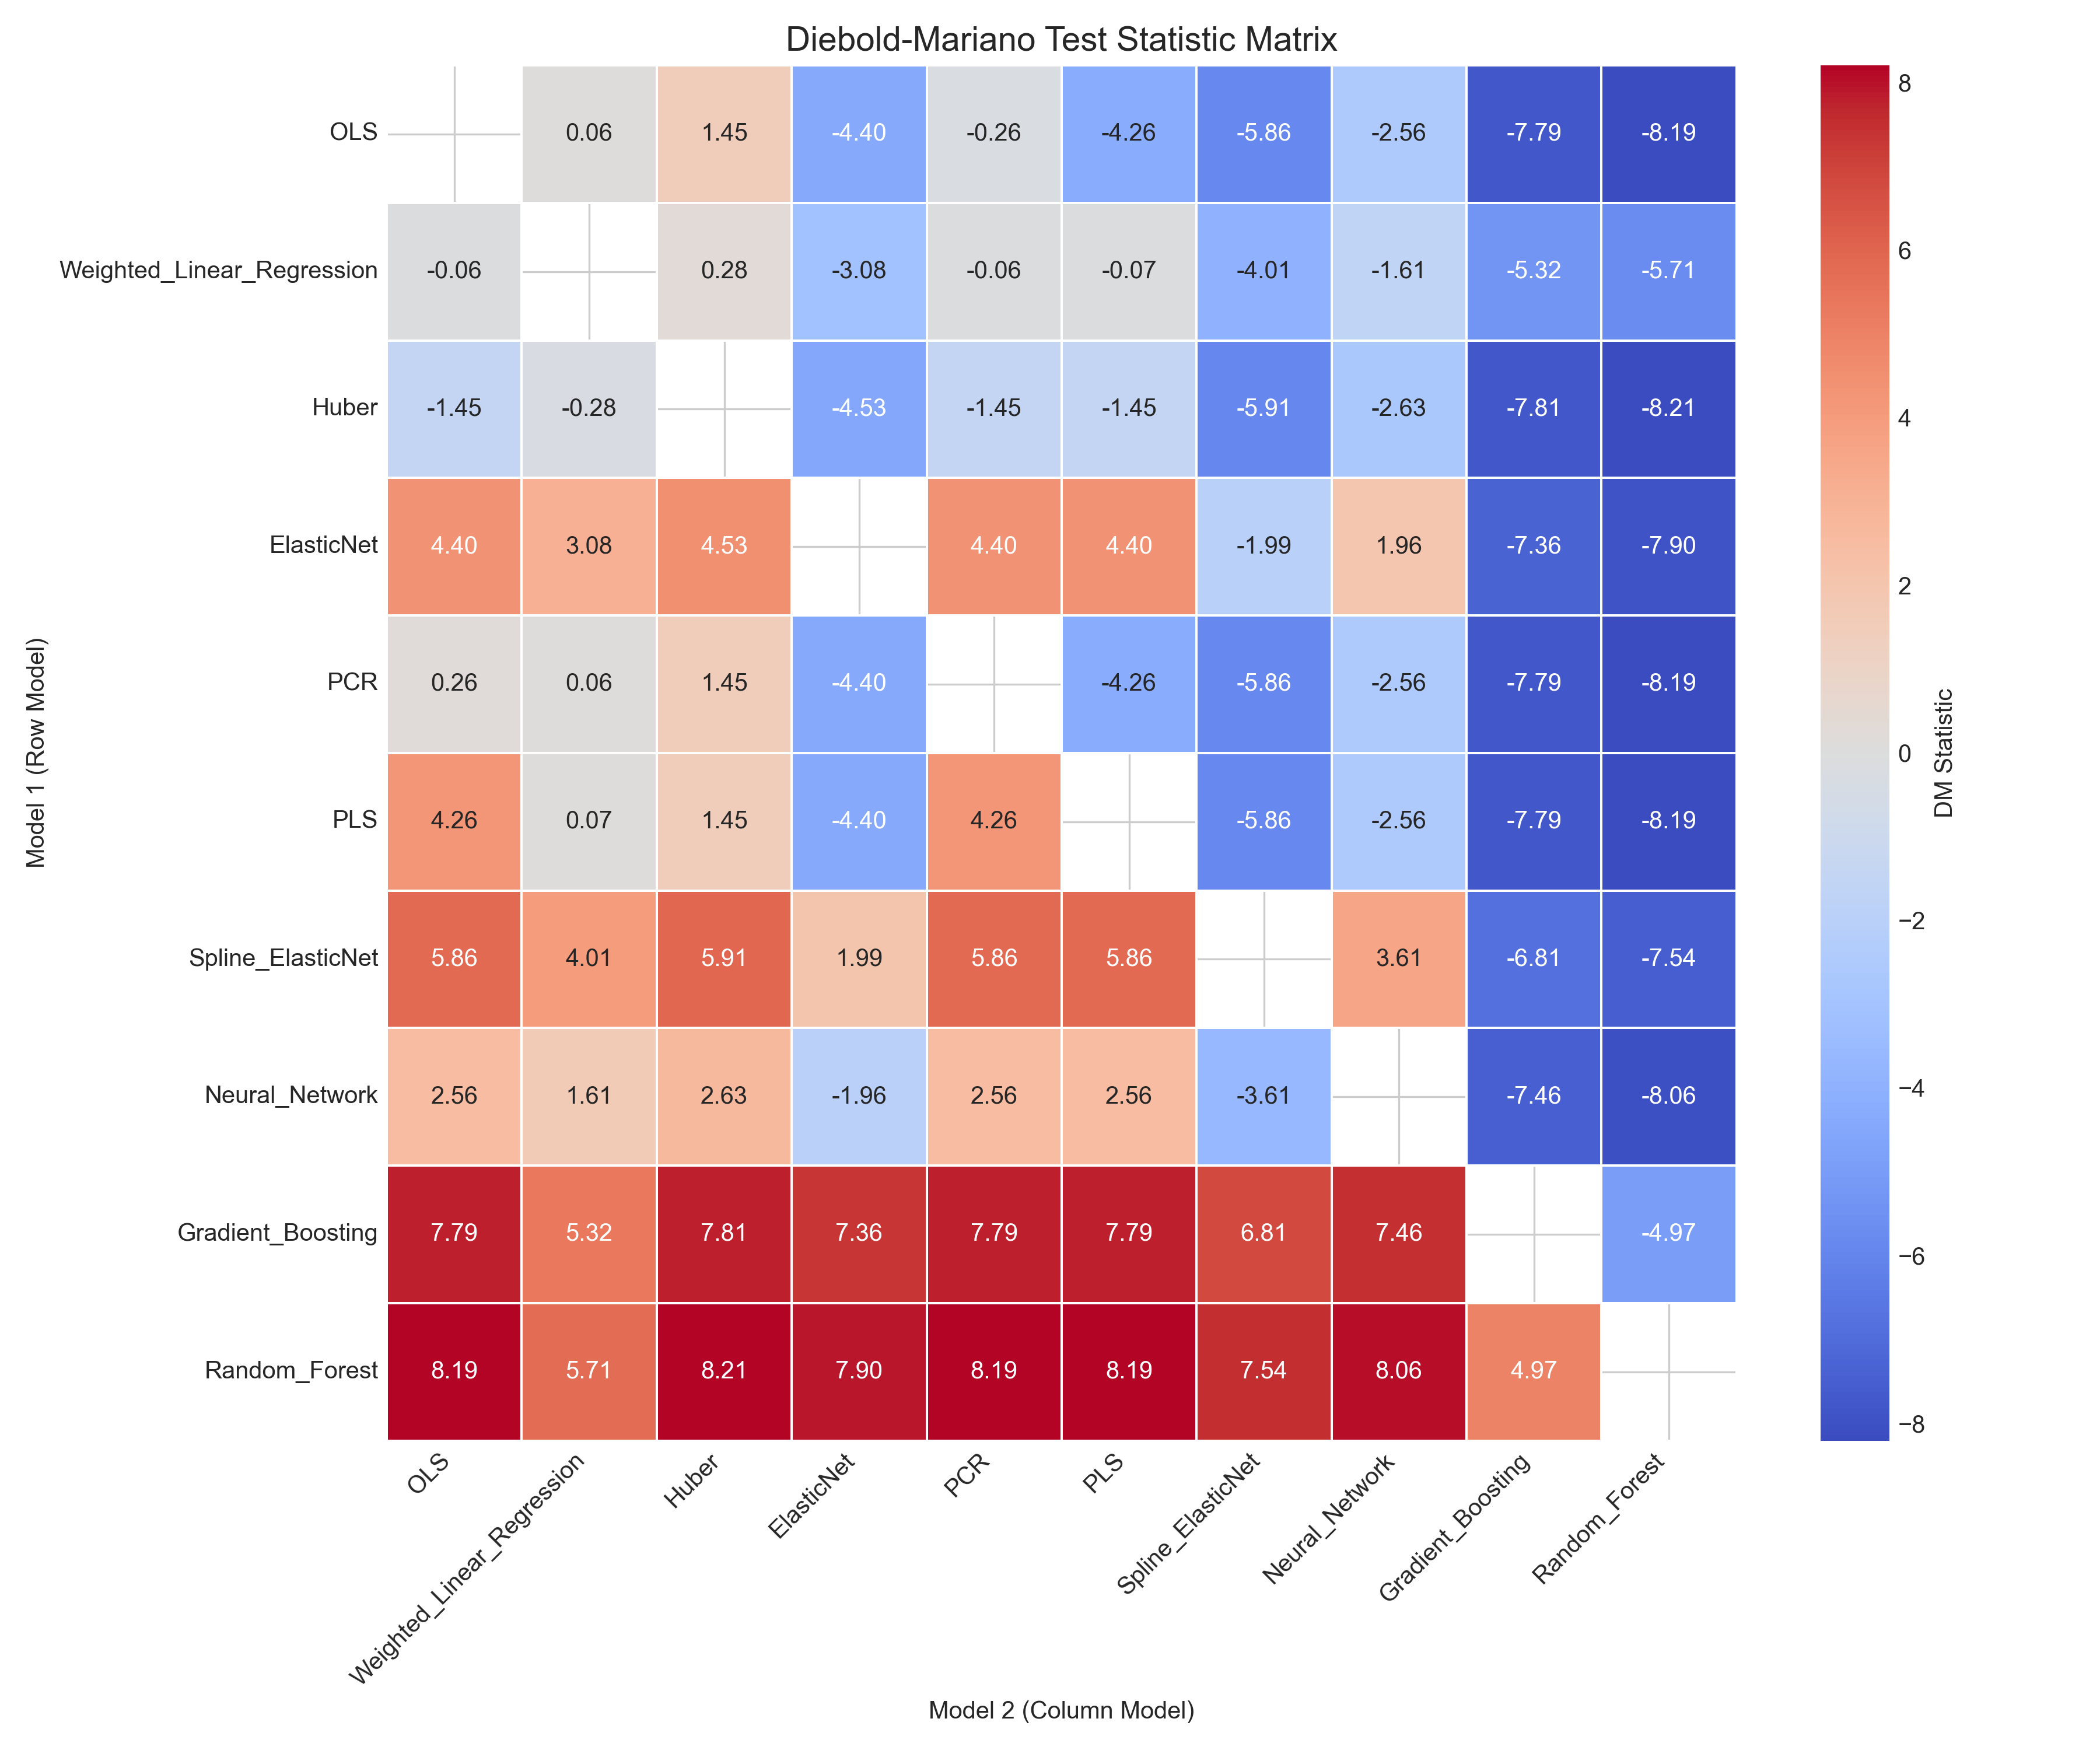 Diebold-Mariano Test Statistic Matrix
OLS 0.06 1.45 -4.40 -0.26 -4.26 -5.86 -2.56 -7.79 -8.19
Weighted_Linear_Regression -0.06 0.28 -3.08 -0.06 -0.07 -4.01 -1.61 -5.32 -5.71
Huber -1.45 -0.28 -4.53 -1.45 -1.45 -5.91 -2.63 -7.81 -8.21
ElasticNet 4.40 3.08 4.53 4.40 4.40 -1.99 1.96 -7.36 -7.90
PCR 0.26 0.06 1.45 -4.40 -4.26 -5.86 -2.56 -7.79 -8.19
PLS 4.26 0.07 1.45 -4.40 4.26 -5.86 -2.56 -7.79 -8.19
Spline_ElasticNet 5.86 4.01 5.91 1.99 5.86 5.86 3.61 -6.81 -7.54
Neural_Network 2.56 1.61 2.63 -1.96 2.56 2.56 -3.61 -7.46 -8.06
Gradient_Boosting 7.79 5.32 7.81 7.36 7.79 7.79 6.81 7.46 -4.97
Random_Forest 8.19 5.71 8.21 7.90 8.19 8.19 7.54 8.06 4.97
OLS
Weighted_Linear_Regression
Huber
ElasticNet
PCR
PLS
Spline_ElasticNet
Neural_Network
Gradient_Boosting
Random_Forest
Model 2 (Column Model)
Model 1 (Row Model)
8
6
4
2
0
−2
−4
−6
−8
DM Statistic